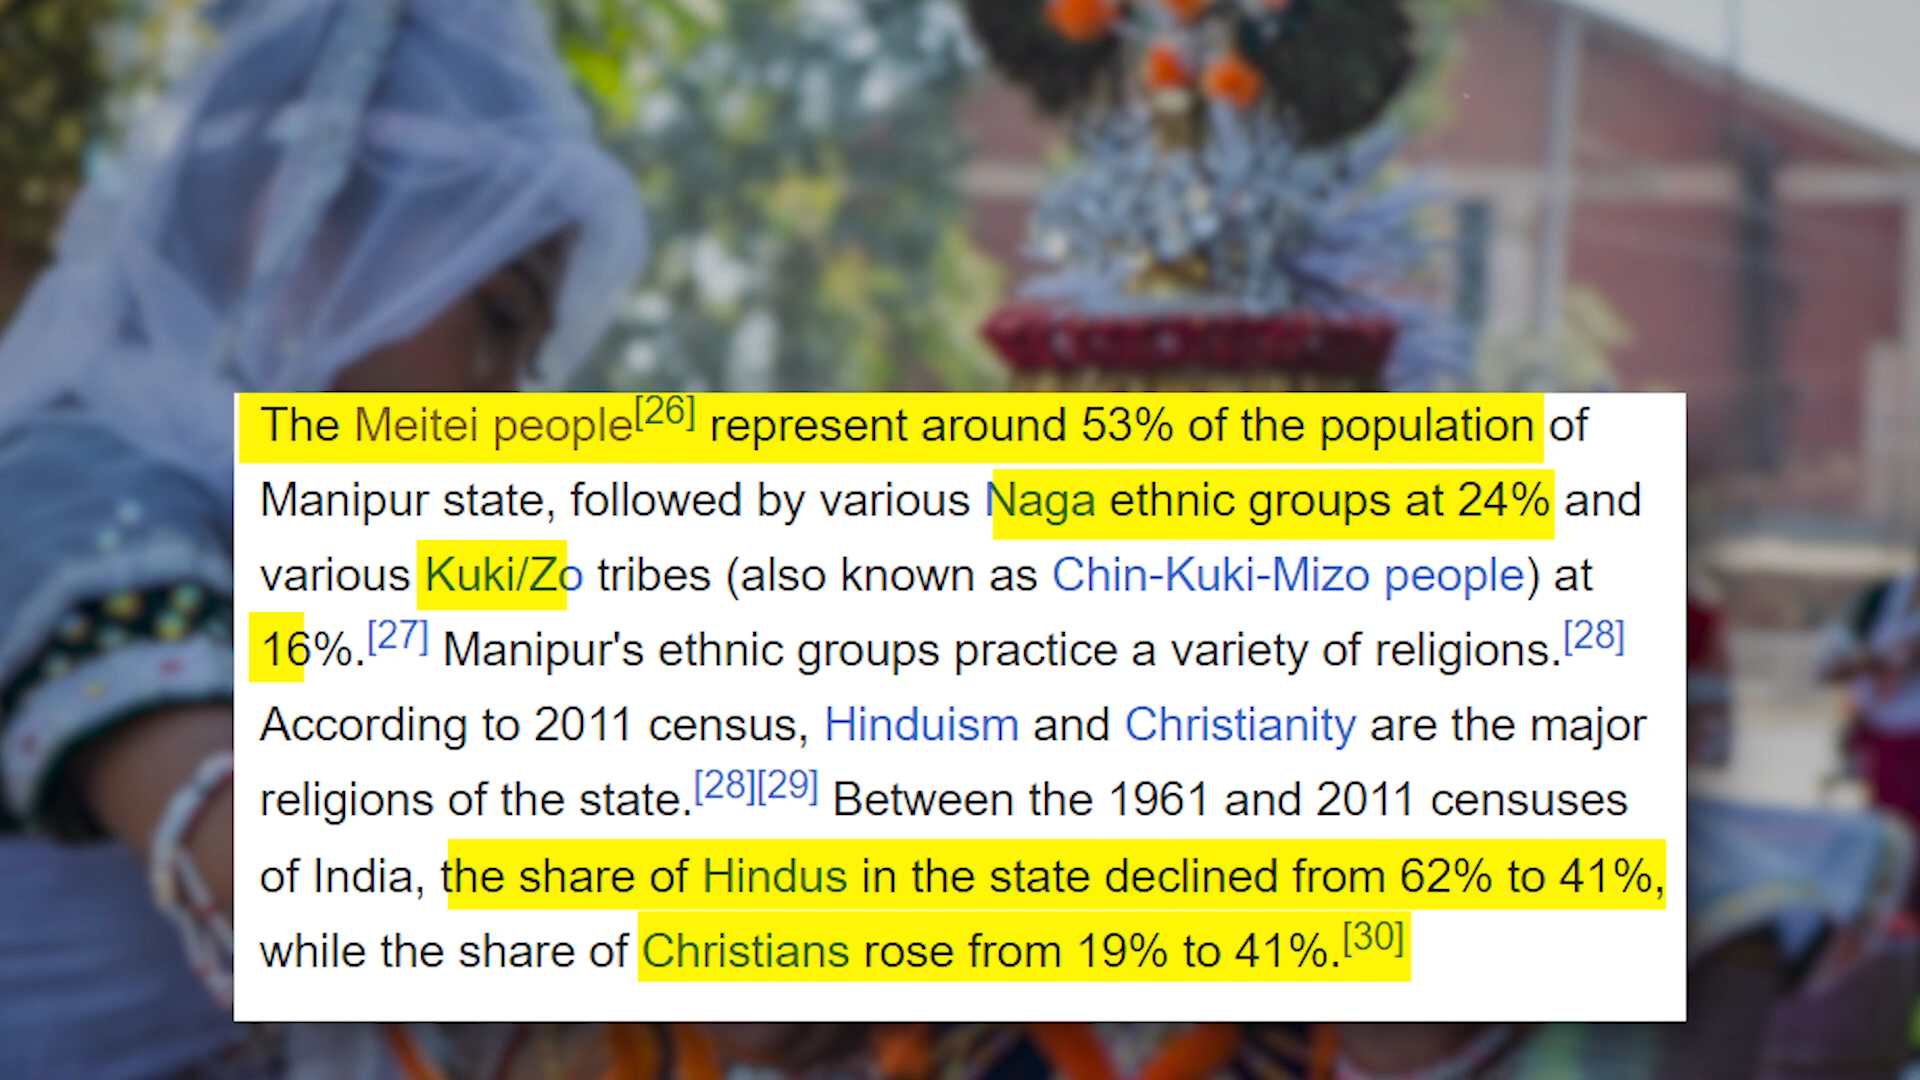 The Meitei people[26] represent around 53% of the population of
Manipur state, followed by various Naga ethnic groups at 24% and
various Kuki/Zo tribes (also known as Chin-Kuki-Mizo people) at
16%.[27] Manipur's ethnic groups practice a variety of religions.[28]
According to 2011 census, Hinduism and Christianity are the major
religions of the state.[28][29] Between the 1961 and 2011 censuses
of India, the share of Hindus in the state declined from 62% to 41%,
while the share of Christians rose from 19% to 41%.[30]